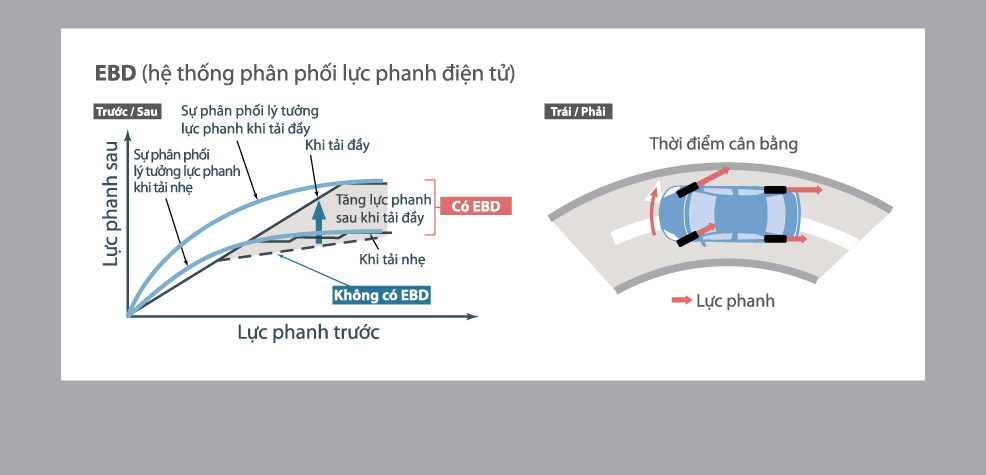 EBD (hệ thống phân phối lực phanh điện tử)
Trước / Sau
Sự phân phối lý tưởng
lực phanh khi tải đầy
Khi tải đầy
Sự phân phối
lý tưởng lực phanh
khi tải nhẹ
Lực phanh sau
Tăng lực phanh
sau khi tải đầy
Có EBD
Khi tải nhẹ
Không có EBD
Lực phanh trước
Trái / Phải
Thời điểm cân bằng
Lực phanh